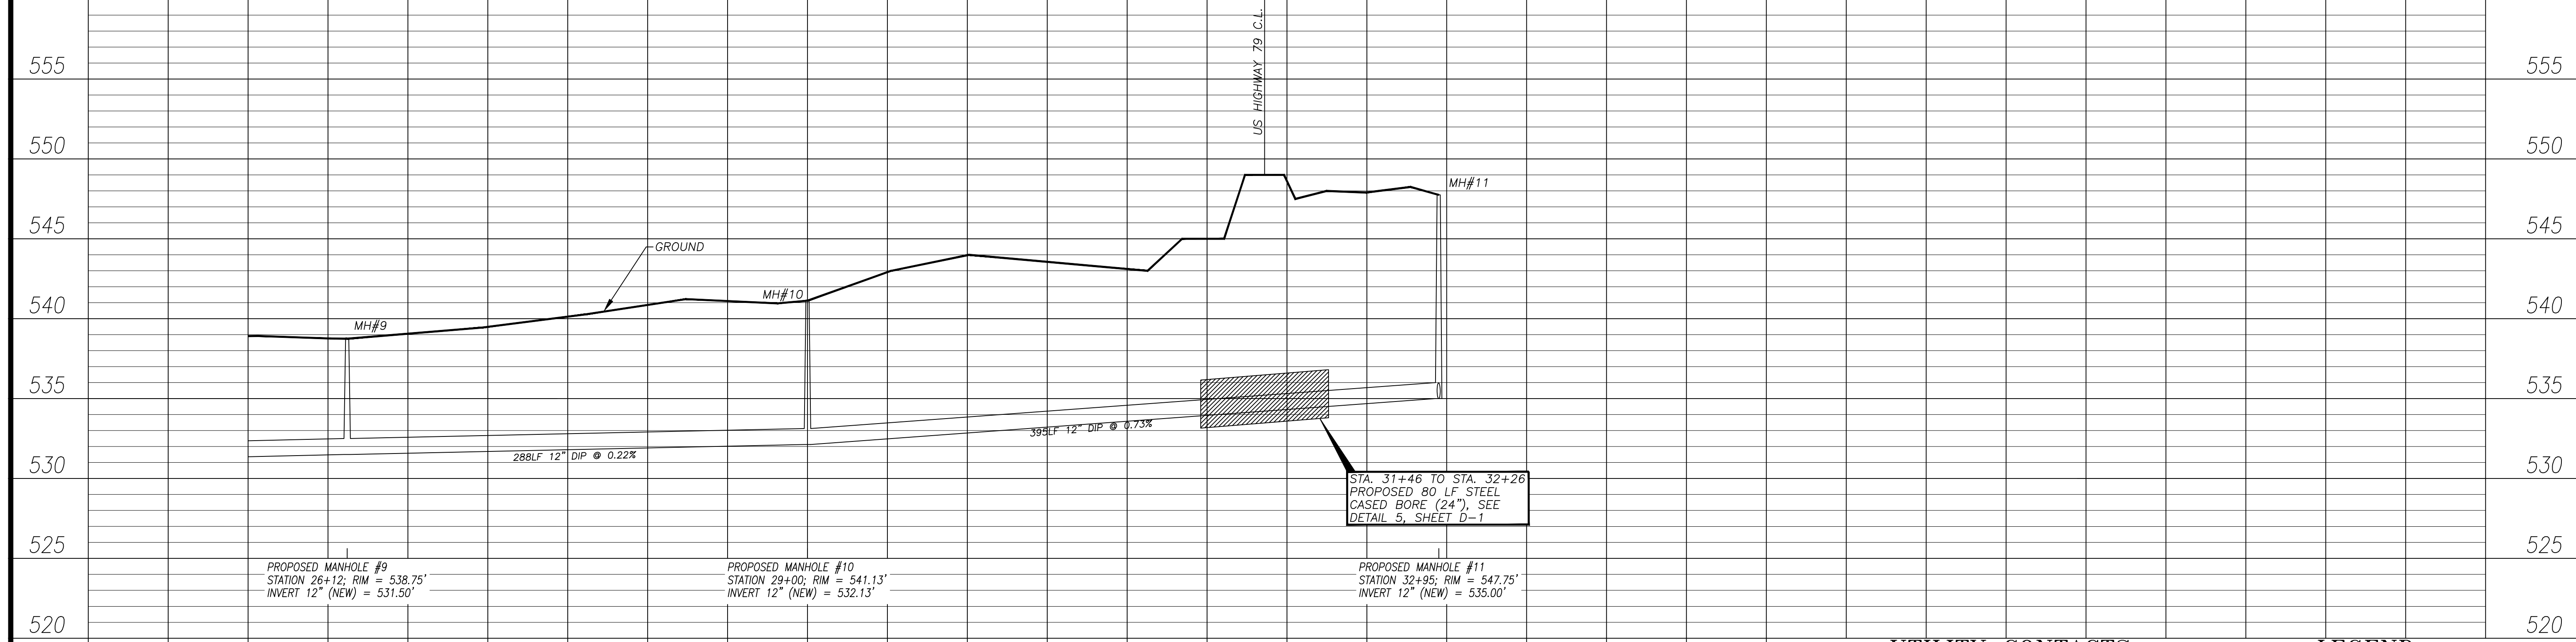 US HIGHWAY 79 C.L.
555
555
550
550
MH#11
545
545
GROUND
MH#10
540
540
MH#9
535
535
395LF 12" DIP @ 0.73%
288LF 12" DIP @ 0.22%
530
530
STA. 31+46 TO STA. 32+26
PROPOSED 80 LF STEEL
CASED BORE (24"), SEE
DETAIL 5, SHEET D-1
525
525
PROPOSED MANHOLE #9
STATION 26+12; RIM = 538.75'
INVERT 12" (NEW) = 531.50'
PROPOSED MANHOLE #10
STATION 29+00; RIM = 541.13'
INVERT 12" (NEW) = 532.13'
PROPOSED MANHOLE #11
STATION 32+95; RIM = 547.75'
INVERT 12" (NEW) = 535.00'
520
520
UTILITY CONTACTS
LEGEND